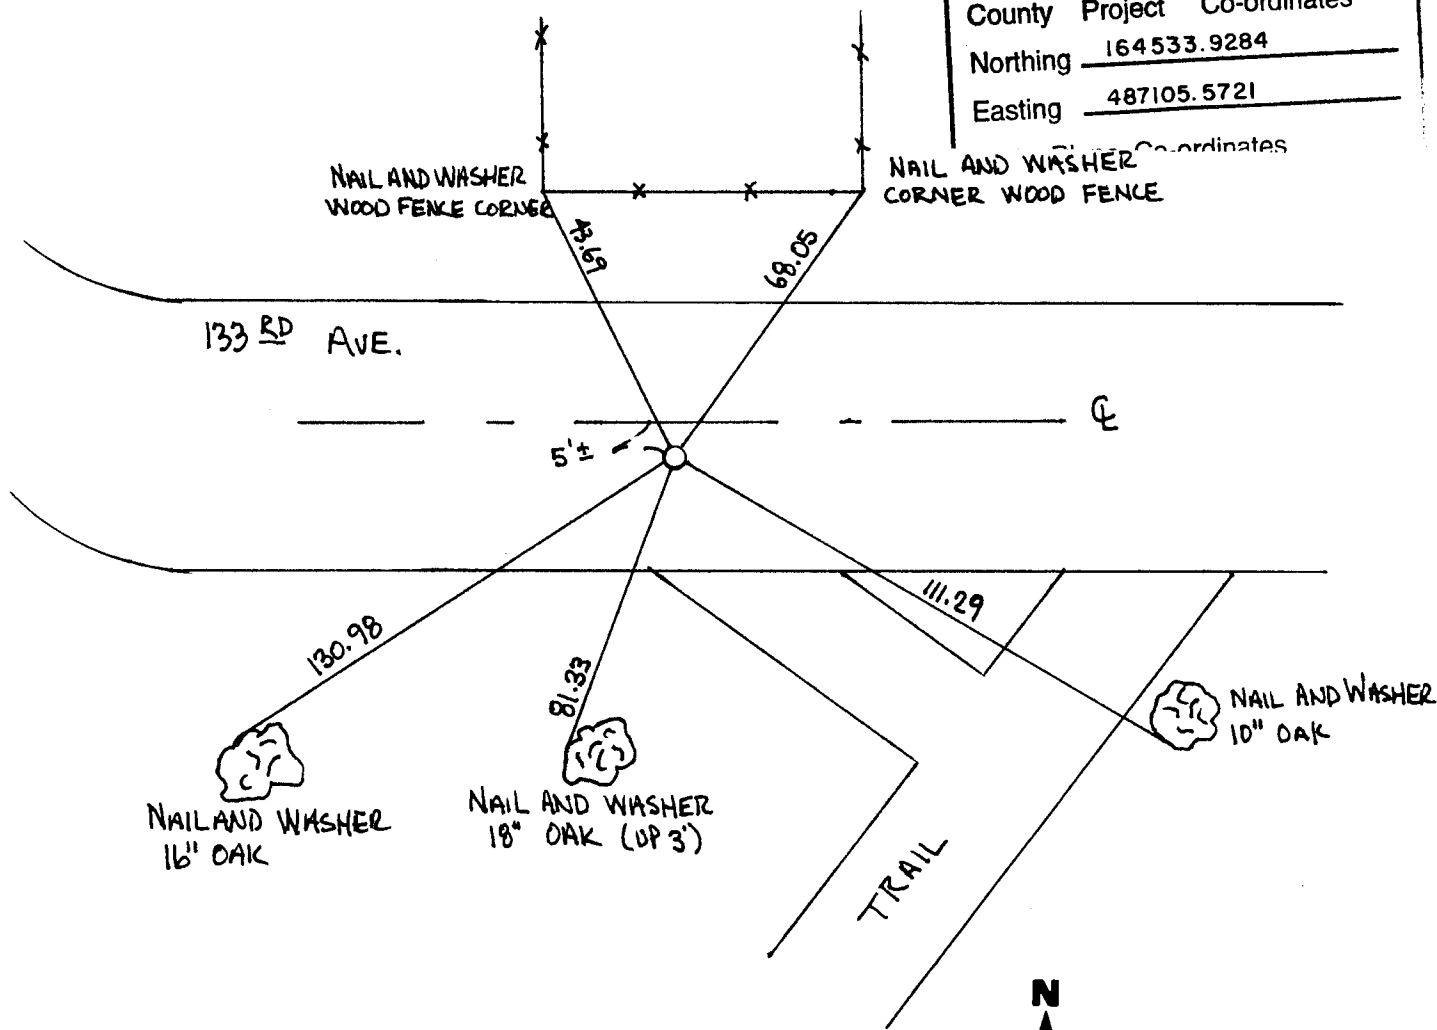 County Project Co-ordinates
Northing 164533.9284
Easting 487105.5721
Co-ordinates
NAIL AND WASHER
WOOD FENCE CORNER
NAIL AND WASHER
CORNER WOOD FENCE
43.69
68.05
133 RD AVE.
℄
5'±
130.98
81.33
111.29
NAIL AND WASHER
10" OAK
NAIL AND WASHER
16" OAK
NAIL AND WASHER
18" OAK (UP 3')
TRAIL
N